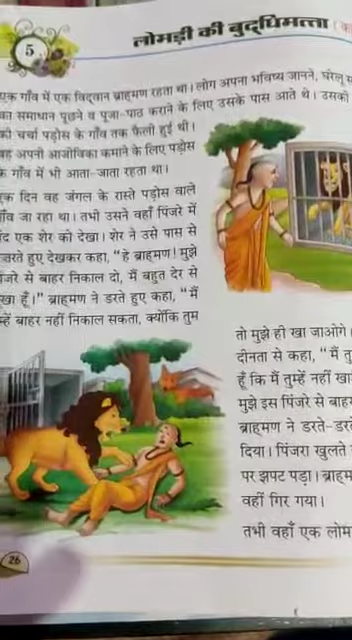 5
लोमड़ी की बुद्धिमत्ता
एक गाँव में एक विद्वान ब्राह्मण रहता था। लोग अपना भविष्य जानने, घरेलू
का समाधान पूछने व पूजा-पाठ कराने के लिए उसके पास आते थे। उसकी
की चर्चा पड़ोस के गाँव तक फैली हुई थी।
वह अपनी आजीविका कमाने के लिए पड़ोस
के गाँव में भी आता-जाता रहता था।
एक दिन वह जंगल के रास्ते पड़ोस वाले
गाँव जा रहा था। तभी उसने वहाँ पिंजरे में
बंद एक शेर को देखा। शेर ने उसे पास से
हुए देखकर कहा, "हे ब्राह्मण! मुझे
पिंजरे से बाहर निकाल दो, मैं बहुत देर से
हूँ।" ब्राह्मण ने डरते हुए कहा, "मैं
तुम्हें बाहर नहीं निकाल सकता, क्योंकि तुम
तो मुझे ही खा जाओगे।
दीनता से कहा, "मैं
हूँ कि मैं तुम्हें नहीं
मुझे इस पिंजरे से
ब्राह्मण ने डरते-डरते
दिया। पिंजरा खुलते
पर झपट पड़ा।
वहीं गिर गया।
तभी वहाँ एक
26